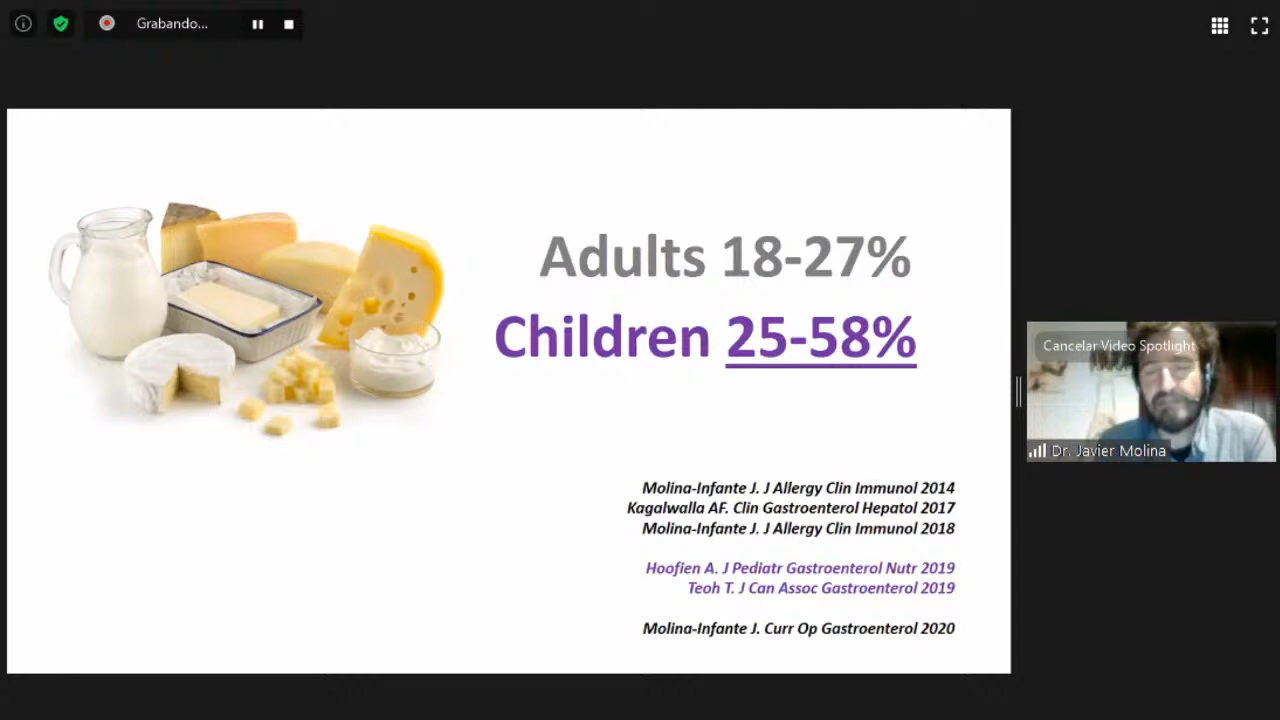 Grabando...
Adults 18-27%
Children 25-58%
Cancelar Video Spotlight
Dr. Javier Molina
Molina-Infante J. J Allergy Clin Immunol 2014
Kagalwalla AF. Clin Gastroenterol Hepatol 2017
Molina-Infante J. J Allergy Clin Immunol 2018
Hoofien A. J Pediatr Gastroenterol Nutr 2019
Teoh T. J Can Assoc Gastroenterol 2019
Molina-Infante J. Curr Op Gastroenterol 2020